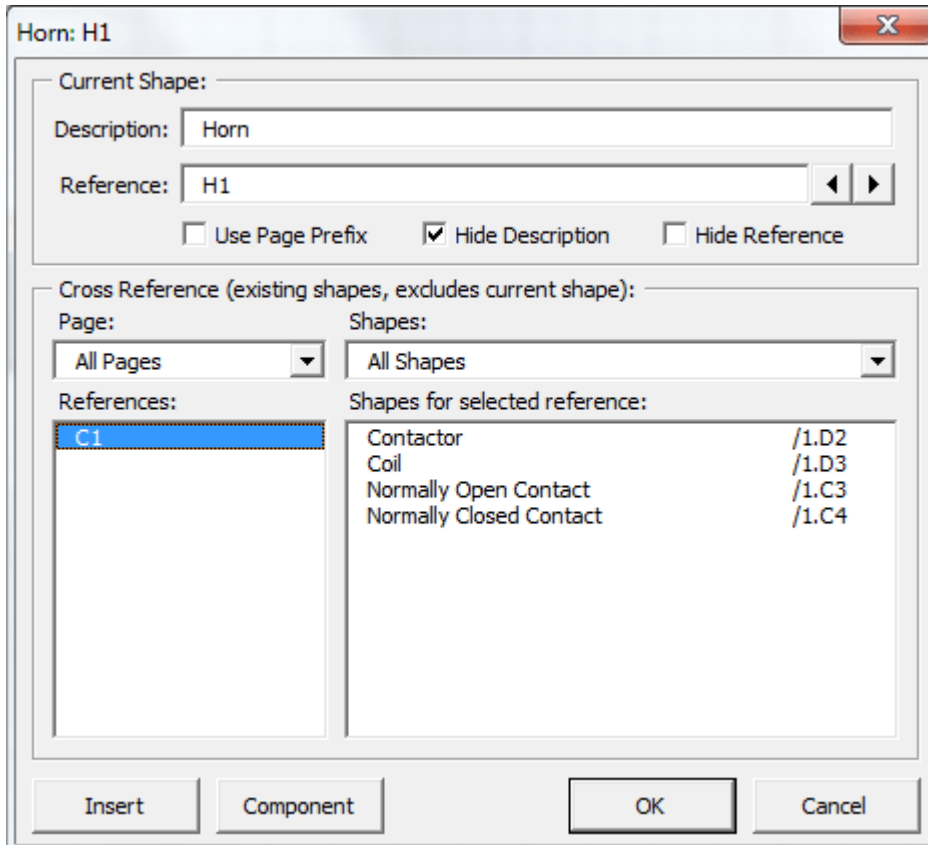 Horn: H1
Current Shape:
Description: Horn
Reference: H1
Use Page Prefix Hide Description Hide Reference
Cross Reference (existing shapes, excludes current shape):
Page: Shapes:
All Pages All Shapes
References: Shapes for selected reference:
C1 Contactor /1.D2
Coil /1.D3
Normally Open Contact /1.C3
Normally Closed Contact /1.C4
Insert Component OK Cancel